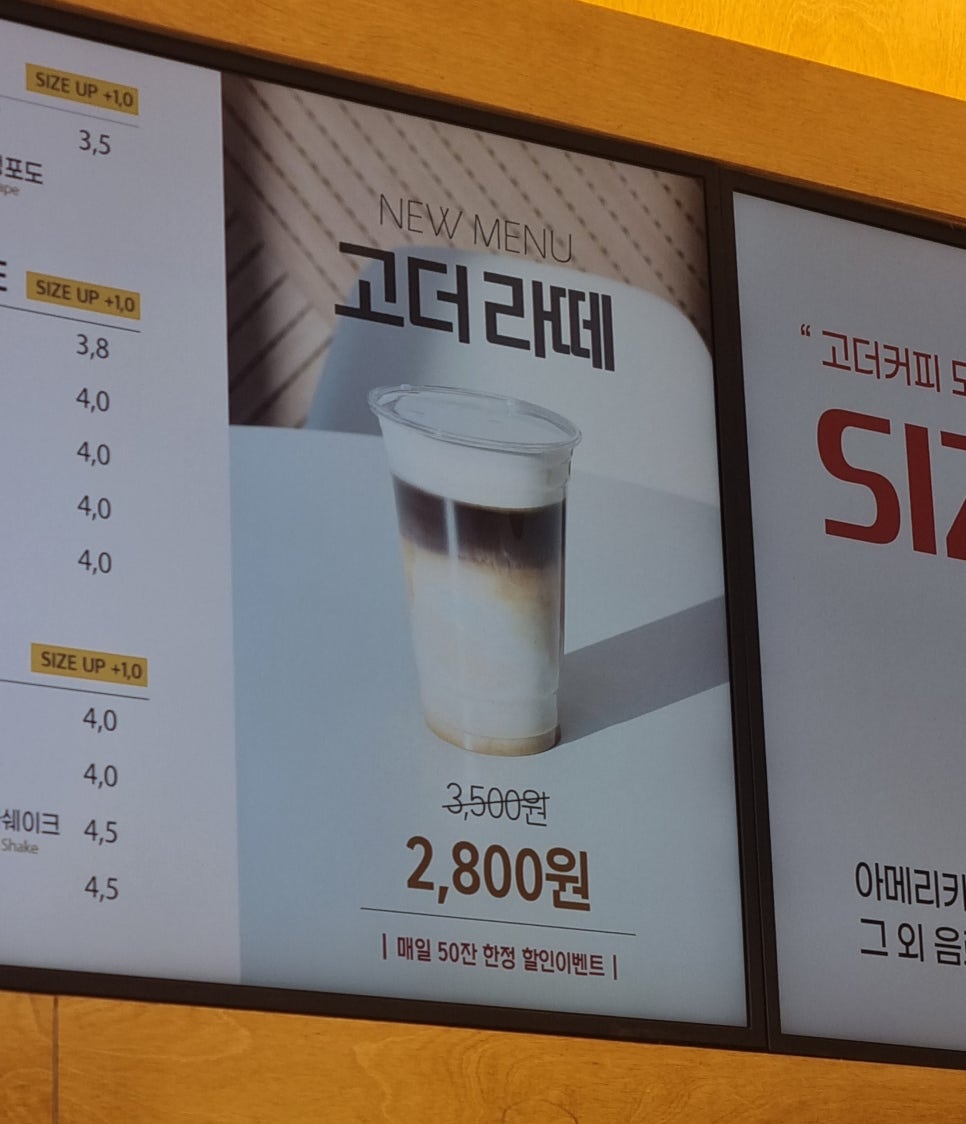 SIZE UP +1,0
3,5
포도
SIZE UP +1,0
3,8
4,0
4,0
4,0
4,0
SIZE UP +1,0
4,0
4,0
쉐이크 4,5
Shake
4,5
NEW MENU
고더 라떼
3,500원
2,800원
| 매일 50잔 한정 할인이벤트 |
“ 고더커피
SIZ
아메리카
그 외 음